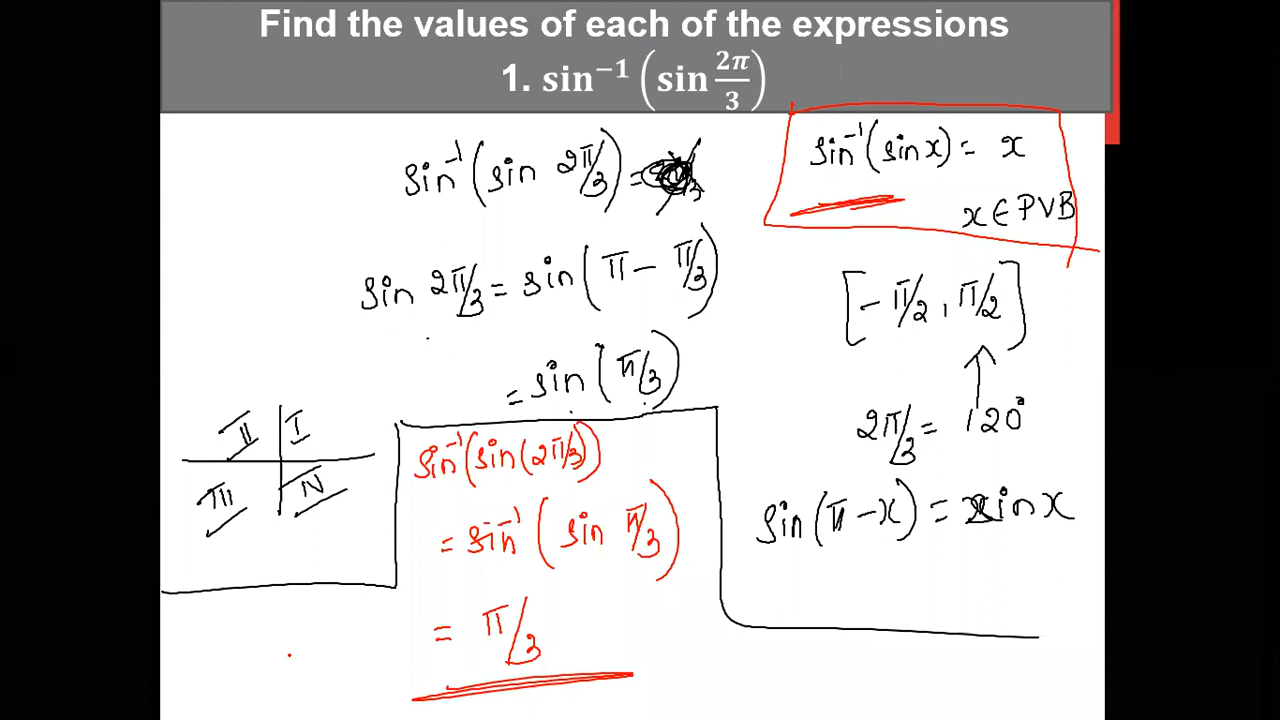 Find the values of each of the expressions
1. sin⁻¹ (sin 2π/3)
sin⁻¹(sin 2π/3) =
sin 2π/3 = sin(π − π/3)
= sin(π/3)
sin⁻¹(sin x) = x
x ∈ PVB
[−π/2, π/2]
2π/3 = 120°
sin(π − x) = sin x
II I
III IV
sin⁻¹(sin(2π/3))
= sin⁻¹(sin π/3)
= π/3